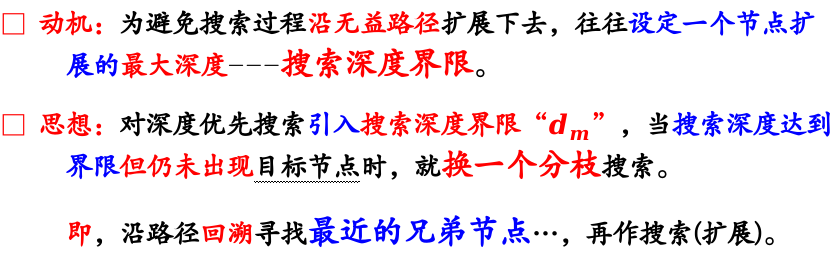 □ 动机：为避免搜索过程沿无益路径扩展下去，往往设定一个节点扩
展的最大深度---搜索深度界限。
□ 思想：对深度优先搜索引入搜索深度界限“dm”，当搜索深度达到
界限但仍未出现目标节点时，就换一个分枝搜索。
即，沿路径回溯寻找最近的兄弟节点…，再作搜索(扩展)。